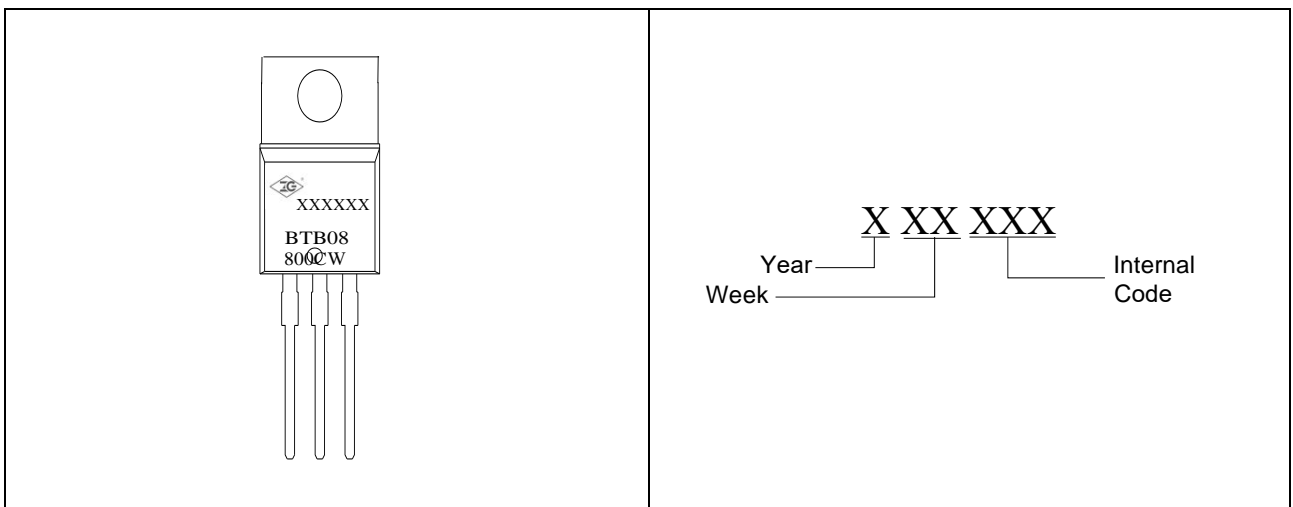 XXXXXX
BTB08
800CW
X XX XXX
Year
Week
Internal
Code